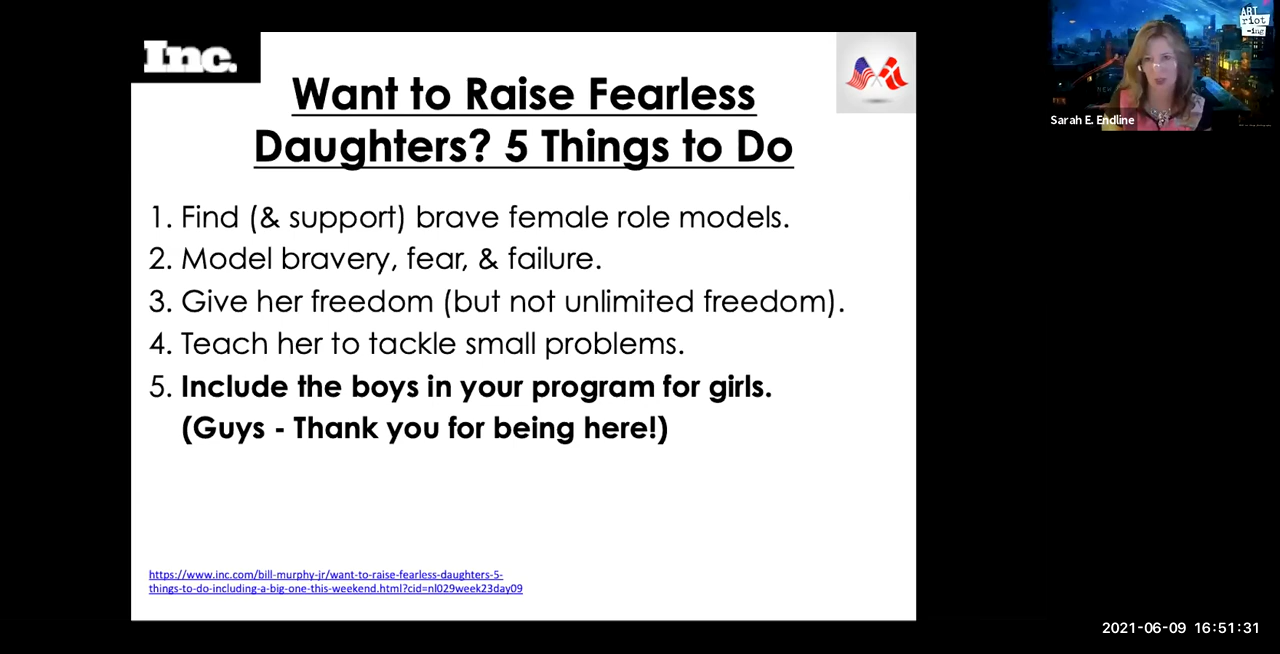 Inc.
Want to Raise Fearless
Daughters? 5 Things to Do
1. Find (& support) brave female role models.
2. Model bravery, fear, & failure.
3. Give her freedom (but not unlimited freedom).
4. Teach her to tackle small problems.
5. Include the boys in your program for girls.
(Guys - Thank you for being here!)
https://www.inc.com/bill-murphy-jr/want-to-raise-fearless-daughters-5-
things-to-do-including-a-big-one-this-weekend.html?cid=nl029week23day09
ART
riot
-ing
Sarah E. Endline
2021-06-09 16:51:31